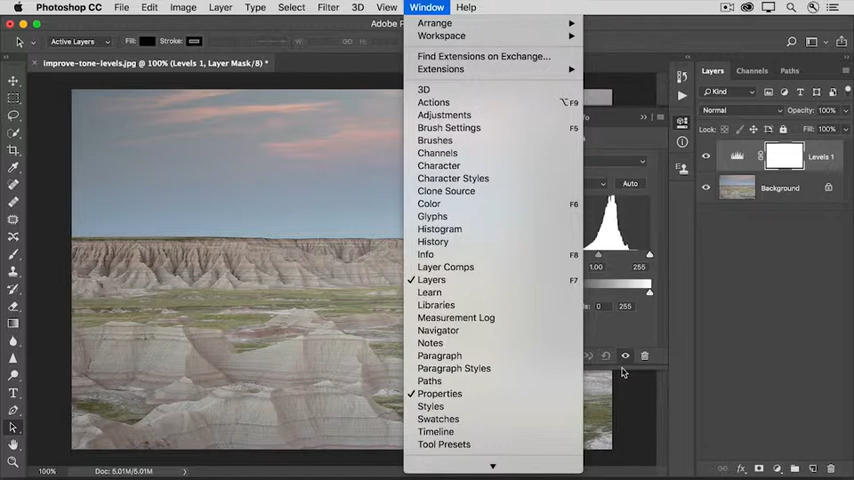 Photoshop CC File Edit Image Layer Type Select Filter 3D View Window Help
Active Layers Fill: Stroke:
improve-tone-levels.jpg @ 100% (Levels 1, Layer Mask/8) *
Arrange
Workspace
Find Extensions on Exchange...
Extensions
3D
Actions ⌥F9
Adjustments
Brush Settings F5
Brushes
Channels
Character
Character Styles
Clone Source
Color F6
Glyphs
Histogram
History
Info F8
Layer Comps
✓ Layers F7
Learn
Libraries
Measurement Log
Navigator
Notes
Paragraph
Paragraph Styles
Paths
✓ Properties
Styles
Swatches
Timeline
Tool Presets
Auto
1.00 255
0 255
Layers Channels Paths
Kind
Normal Opacity: 100%
Lock: Fill: 100%
Levels 1
Background
100% Doc: 5.01M/5.01M